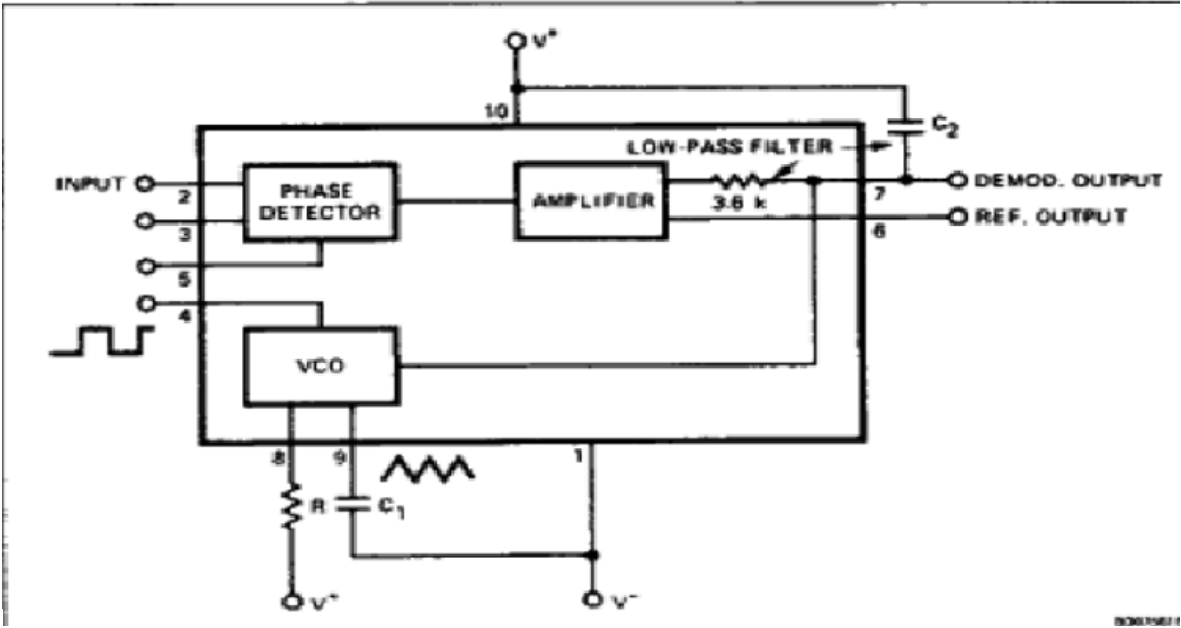 V+
10
C2
LOW-PASS FILTER
INPUT
2
PHASE DETECTOR
AMPLIFIER
3.6 k
7
DEMOD. OUTPUT
3
6
REF. OUTPUT
5
4
VCO
8
9
1
R
C1
V+
V-